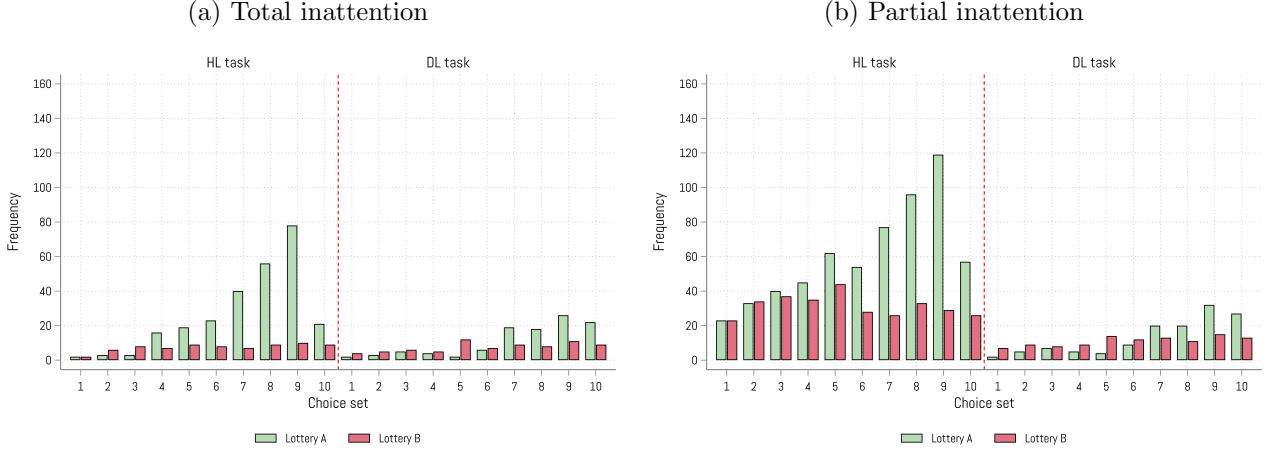 (a) Total inattention
HL task DL task
160
140
120
100
80
60
40
20
0
Frequency
1 2 3 4 5 6 7 8 9 10 1 2 3 4 5 6 7 8 9 10
Choice set
Lottery A Lottery B
(b) Partial inattention
HL task DL task
160
140
120
100
80
60
40
20
0
Frequency
1 2 3 4 5 6 7 8 9 10 1 2 3 4 5 6 7 8 9 10
Choice set
Lottery A Lottery B